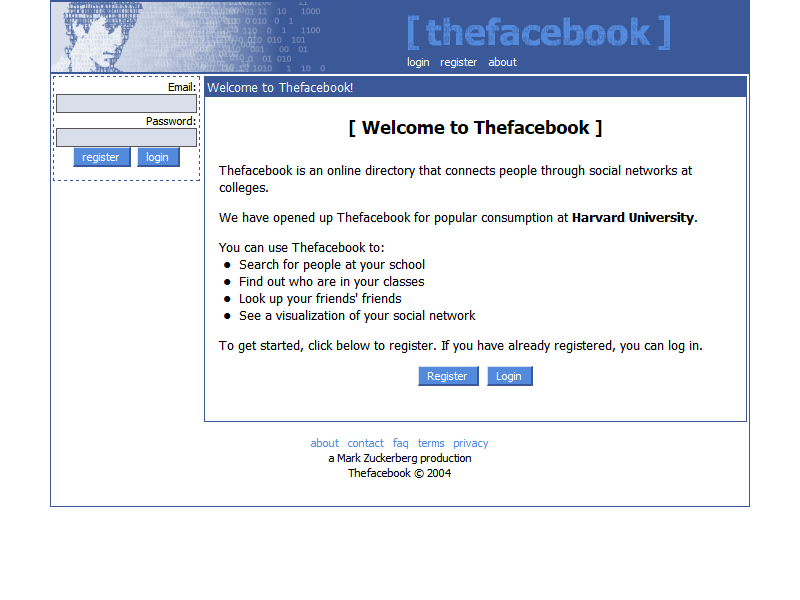 [ thefacebook ]
login register about
Email:
Password:
register login
Welcome to Thefacebook!
[ Welcome to Thefacebook ]
Thefacebook is an online directory that connects people through social networks at
colleges.
We have opened up Thefacebook for popular consumption at Harvard University.
You can use Thefacebook to:
● Search for people at your school
● Find out who are in your classes
● Look up your friends' friends
● See a visualization of your social network
To get started, click below to register. If you have already registered, you can log in.
Register Login
about contact faq terms privacy
a Mark Zuckerberg production
Thefacebook © 2004